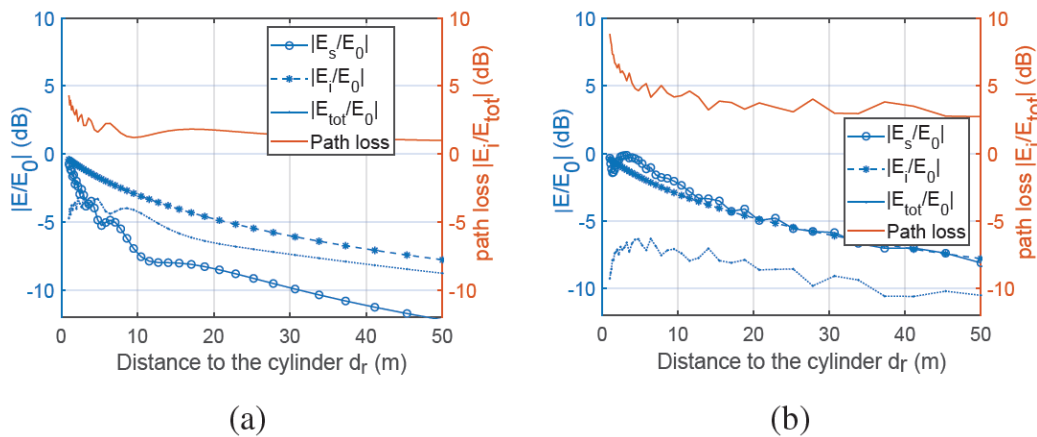 10
5
0
-5
-10
|E/E0| (dB)
|Es/E0|
|Ei/E0|
|Etot/E0|
Path loss
10
5
0
-5
-10
path loss |Ei/Etot| (dB)
0 10 20 30 40 50
Distance to the cylinder dr (m)
(a)
10
5
0
-5
-10
|E/E0| (dB)
|Es/E0|
|Ei/E0|
|Etot/E0|
Path loss
10
5
0
-5
-10
path loss |Ei/Etot| (dB)
0 10 20 30 40 50
Distance to the cylinder dr (m)
(b)